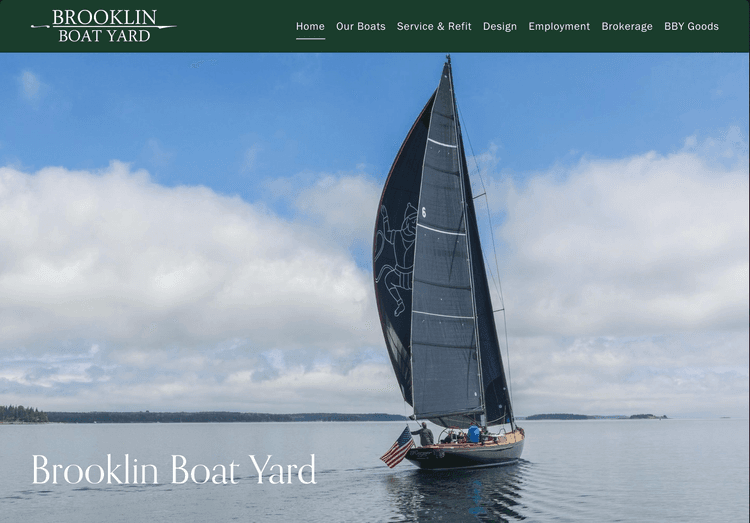 BROOKLIN
BOAT YARD
Home Our Boats Service & Refit Design Employment Brokerage BBY Goods
6
Brooklin Boat Yard